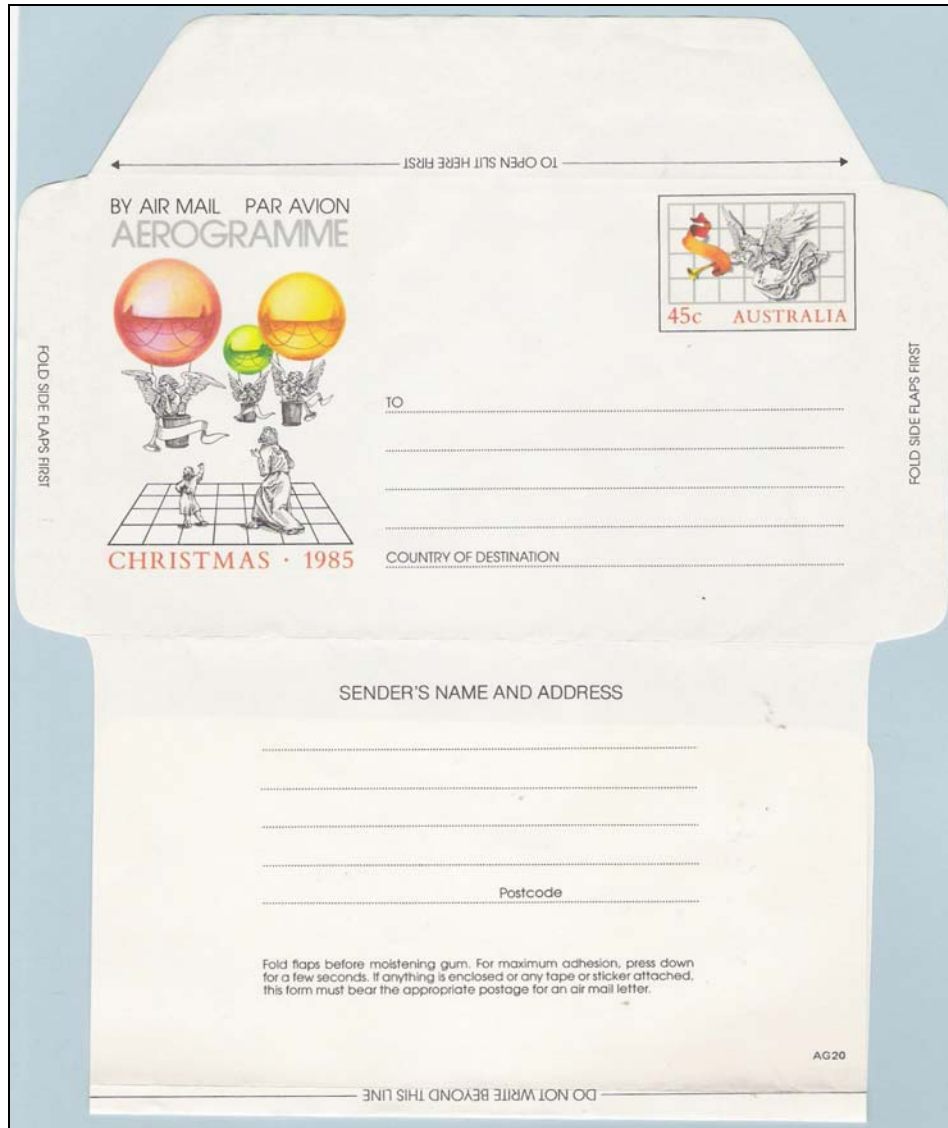 TO OPEN SLIT HERE FIRST
BY AIR MAIL PAR AVION
AEROGRAMME
45c AUSTRALIA
FOLD SIDE FLAPS FIRST
FOLD SIDE FLAPS FIRST
TO
CHRISTMAS · 1985
COUNTRY OF DESTINATION
SENDER'S NAME AND ADDRESS
Postcode
Fold flaps before moistening gum. For maximum adhesion, press down
for a few seconds. If anything is enclosed or any tape or sticker attached,
this form must bear the appropriate postage for an air mail letter.
AG20
DO NOT WRITE BEYOND THIS LINE